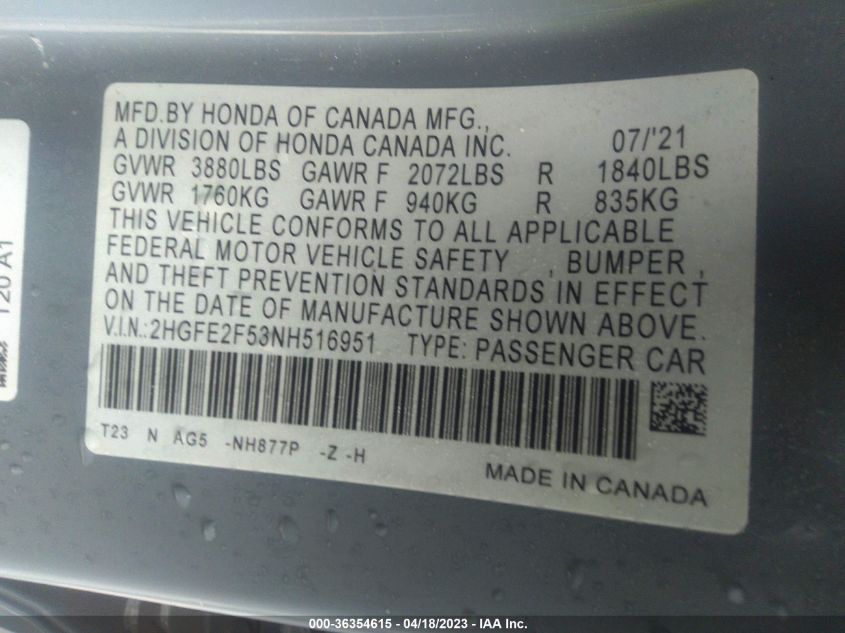 MFD.BY HONDA OF CANADA MFG.,
A DIVISION OF HONDA CANADA INC. 07/'21
GVWR 3880LBS GAWR F 2072LBS R 1840LBS
GVWR 1760KG GAWR F 940KG R 835KG
THIS VEHICLE CONFORMS TO ALL APPLICABLE
FEDERAL MOTOR VEHICLE SAFETY , BUMPER ,
AND THEFT PREVENTION STANDARDS IN EFFECT
ON THE DATE OF MANUFACTURE SHOWN ABOVE.
V.I.N.:2HGFE2F53NH516951 TYPE: PASSENGER CAR
T23 N AG5 -NH877P -Z -H
MADE IN CANADA
T20 A1
000-36354615 - 04/18/2023 - IAA Inc.